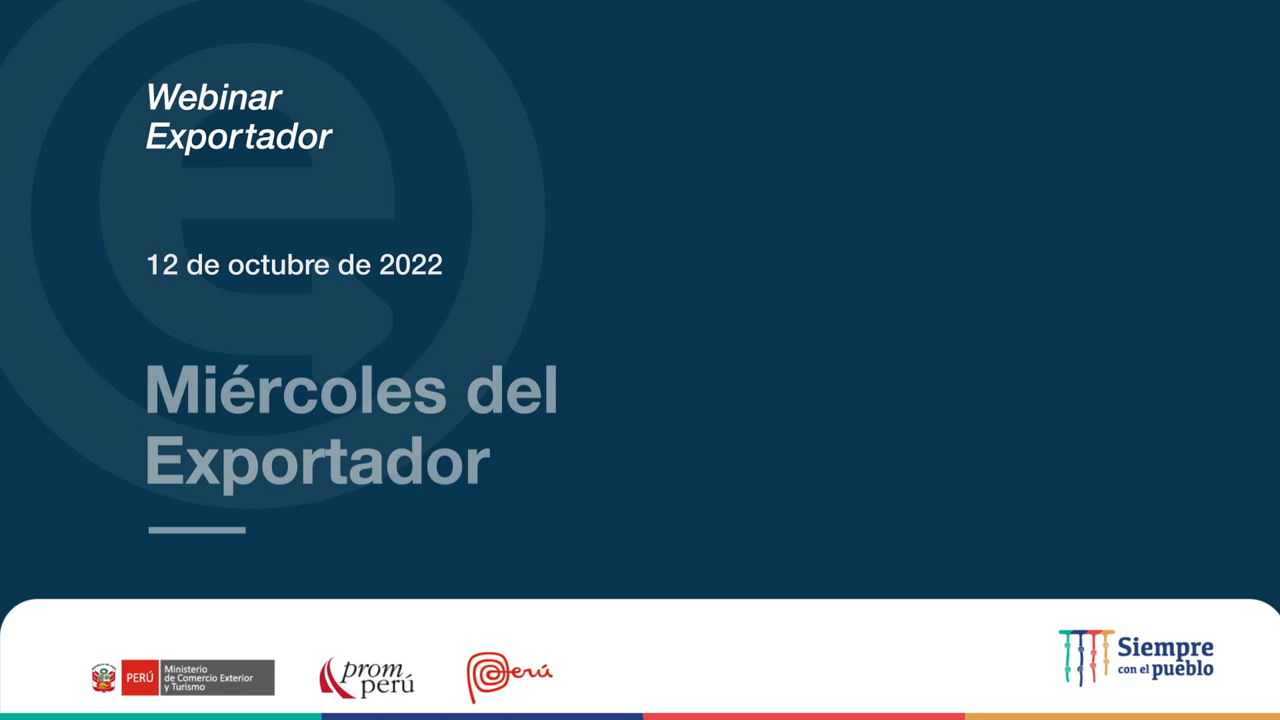 Webinar
Exportador
12 de octubre de 2022
Miércoles del
Exportador
PERÚ
Ministerio
de Comercio Exterior
y Turismo
prom
perú
Perú
Siempre
con el pueblo